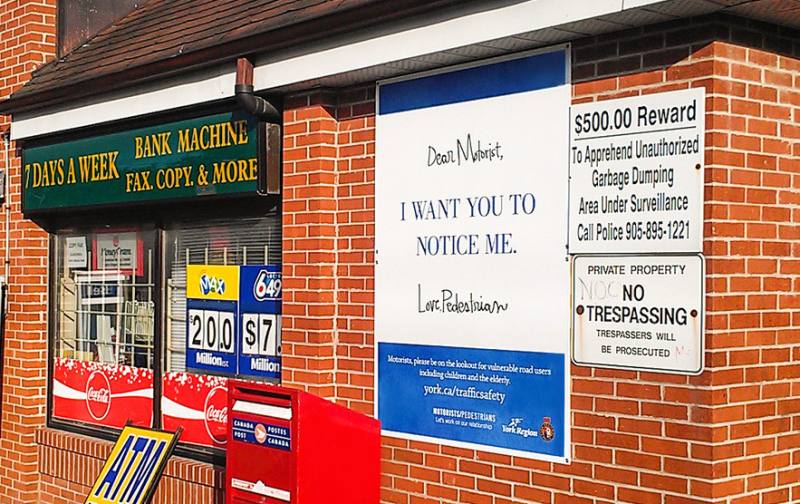 7 DAYS A WEEK
BANK MACHINE
FAX. COPY. & MORE
MAX
$20.0
Million
649
$7.
Million
Coca-Cola
Coca-Cola
ATM
CANADA
POSTES
POST
CANADA
Dear Motorist,
I WANT YOU TO
NOTICE ME.
Love, Pedestrian
Motorists, please be on the lookout for vulnerable road users
including children and the elderly.
york.ca/trafficsafety
MOTORISTS/PEDESTRIANS
Let's work on our relationship
York Region
$500.00 Reward
To Apprehend Unauthorized
Garbage Dumping
Area Under Surveillance
Call Police 905-895-1221
PRIVATE PROPERTY
NO
TRESPASSING
TRESPASSERS WILL
BE PROSECUTED